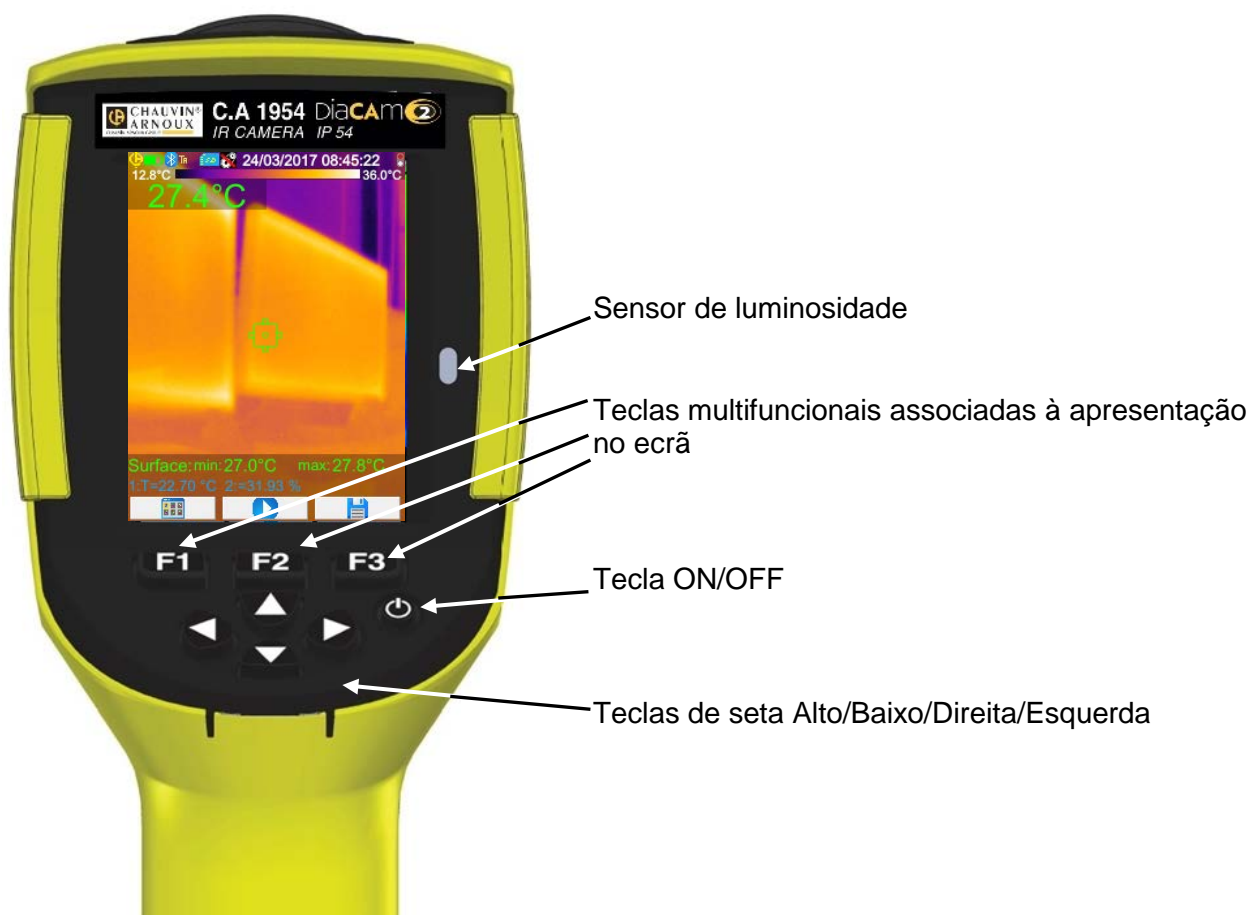 CHAUVIN®
ARNOUX
C.A 1954 DiaCAm 2
IR CAMERA IP 54
24/03/2017 08:45:22
12.8°C
36.0°C
27.4°C
Sensor de luminosidade
Teclas multifuncionais associadas à apresentação
no ecrã
Surface: min: 27.0°C max: 27.8°C
1:T=22.70 °C 2:=31.93 %
F1 F2 F3
Tecla ON/OFF
Teclas de seta Alto/Baixo/Direita/Esquerda